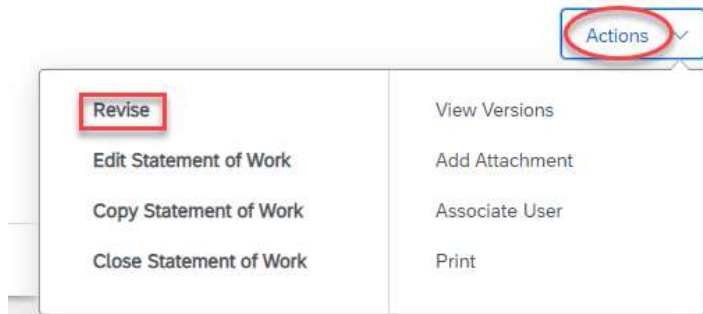 Actions
Revise
Edit Statement of Work
Copy Statement of Work
Close Statement of Work
View Versions
Add Attachment
Associate User
Print